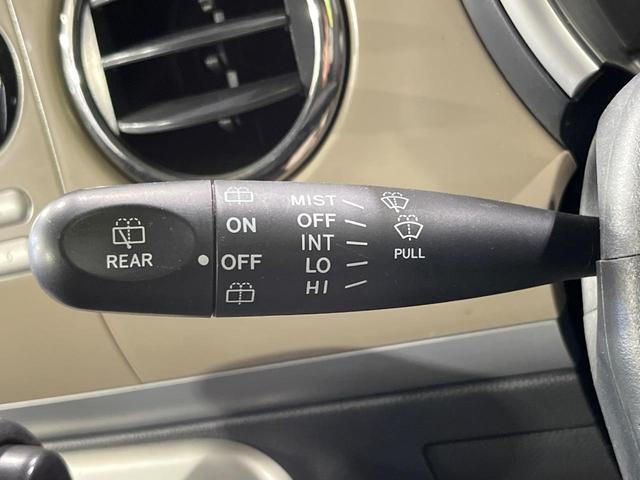 REAR
ON
OFF
MIST
OFF
INT
LO
HI
PULL